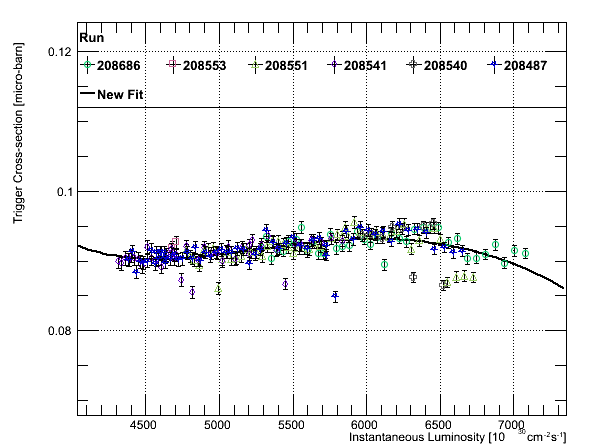 Run
208686 208553 208551 208541 208540 208487
New Fit
Trigger Cross-section [micro-barn]
0.12
0.1
0.08
4500 5000 5500 6000 6500 7000
Instantaneous Luminosity [10^30 cm^-2 s^-1]